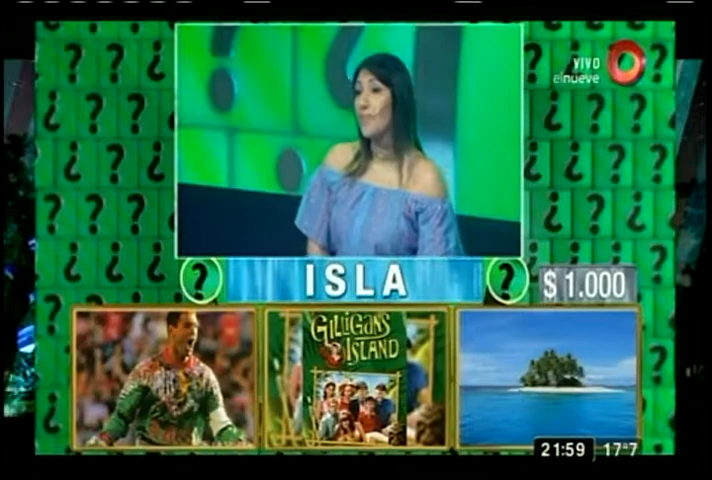 VIVO
elnueve
ISLA
$ 1.000
GILLIGAN'S
ISLAND
21:59 17°7